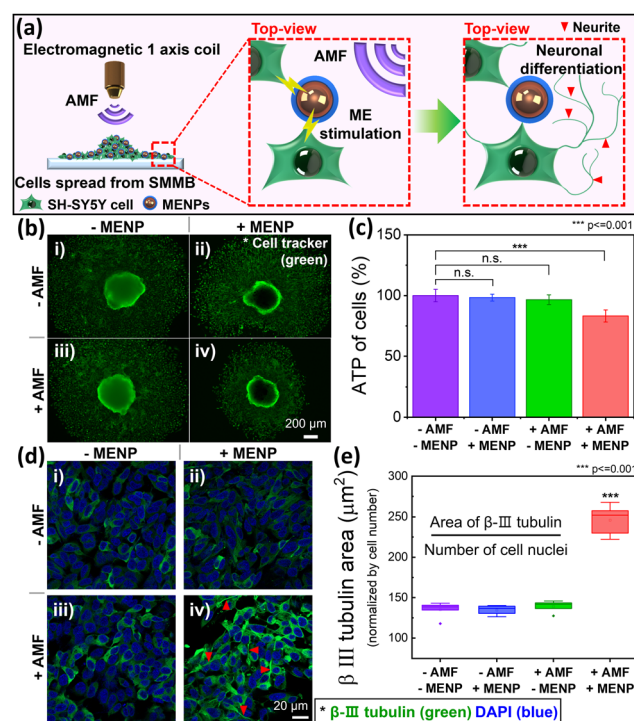 (a)
Electromagnetic 1 axis coil
AMF
Cells spread from SMMB
SH-SY5Y cell
MENPs
Top-view
AMF
ME
stimulation
Top-view
Neurite
Neuronal
differentiation
(b)
- MENP
+ MENP
- AMF
+ AMF
i)
ii)
* Cell tracker
(green)
iii)
iv)
200 μm
(c)
*** p<=0.001
ATP of cells (%)
150
100
50
0
***
n.s.
n.s.
- AMF
- MENP
- AMF
+ MENP
+ AMF
- MENP
+ AMF
+ MENP
(d)
- MENP
+ MENP
- AMF
+ AMF
i)
ii)
iii)
iv)
20 μm
(e)
*** p<=0.001
β III tubulin area (μm²)
(normalized by cell number)
300
250
200
150
100
Area of β-III tubulin
Number of cell nuclei
***
- AMF
- MENP
- AMF
+ MENP
+ AMF
- MENP
+ AMF
+ MENP
* β-III tubulin (green) DAPI (blue)